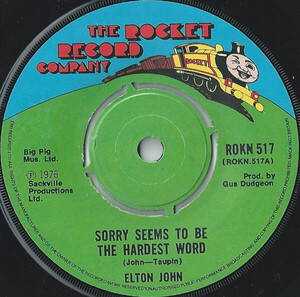 THE ROCKET
RECORD
COMPANY
Big Pig
Mus. Ltd.
℗ 1976
Sackville
Productions
Ltd.
ROKN 517
(ROKN.517A)
Prod. by
Gus Dudgeon
SORRY SEEMS TO BE
THE HARDEST WORD
(John—Taupin)
ELTON JOHN